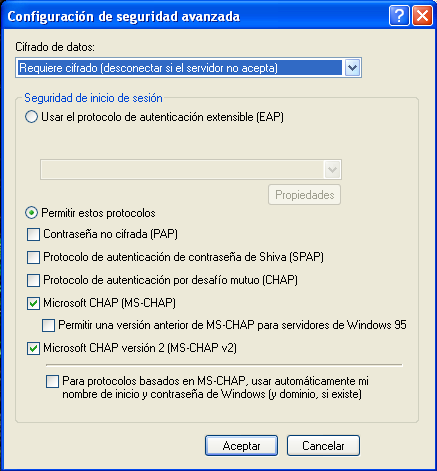 Configuración de seguridad avanzada
Cifrado de datos:
Requiere cifrado (desconectar si el servidor no acepta)
Seguridad de inicio de sesión
Usar el protocolo de autenticación extensible (EAP)
Propiedades
Permitir estos protocolos
Contraseña no cifrada (PAP)
Protocolo de autenticación de contraseña de Shiva (SPAP)
Protocolo de autenticación por desafío mutuo (CHAP)
Microsoft CHAP (MS-CHAP)
Permitir una versión anterior de MS-CHAP para servidores de Windows 95
Microsoft CHAP versión 2 (MS-CHAP v2)
Para protocolos basados en MS-CHAP, usar automáticamente mi
nombre de inicio y contraseña de Windows (y dominio, si existe)
Aceptar
Cancelar